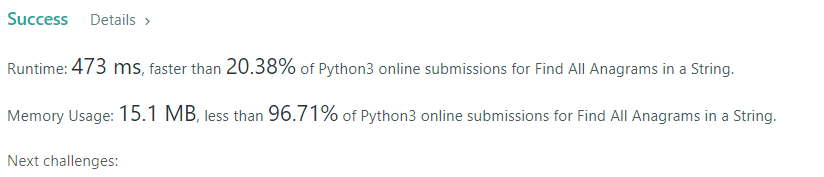 Success Details >
Runtime: 473 ms, faster than 20.38% of Python3 online submissions for Find All Anagrams in a String.
Memory Usage: 15.1 MB, less than 96.71% of Python3 online submissions for Find All Anagrams in a String.
Next challenges: